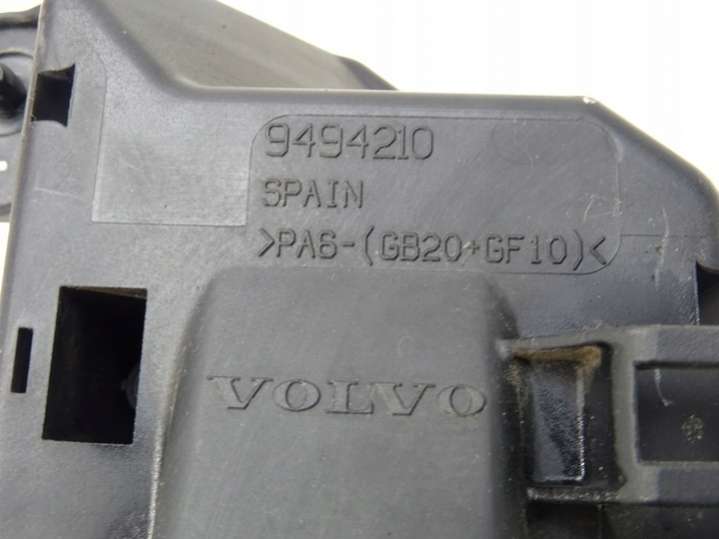 9494210
SPAIN
>PA6-(GB20+GF10)<
VOLVO